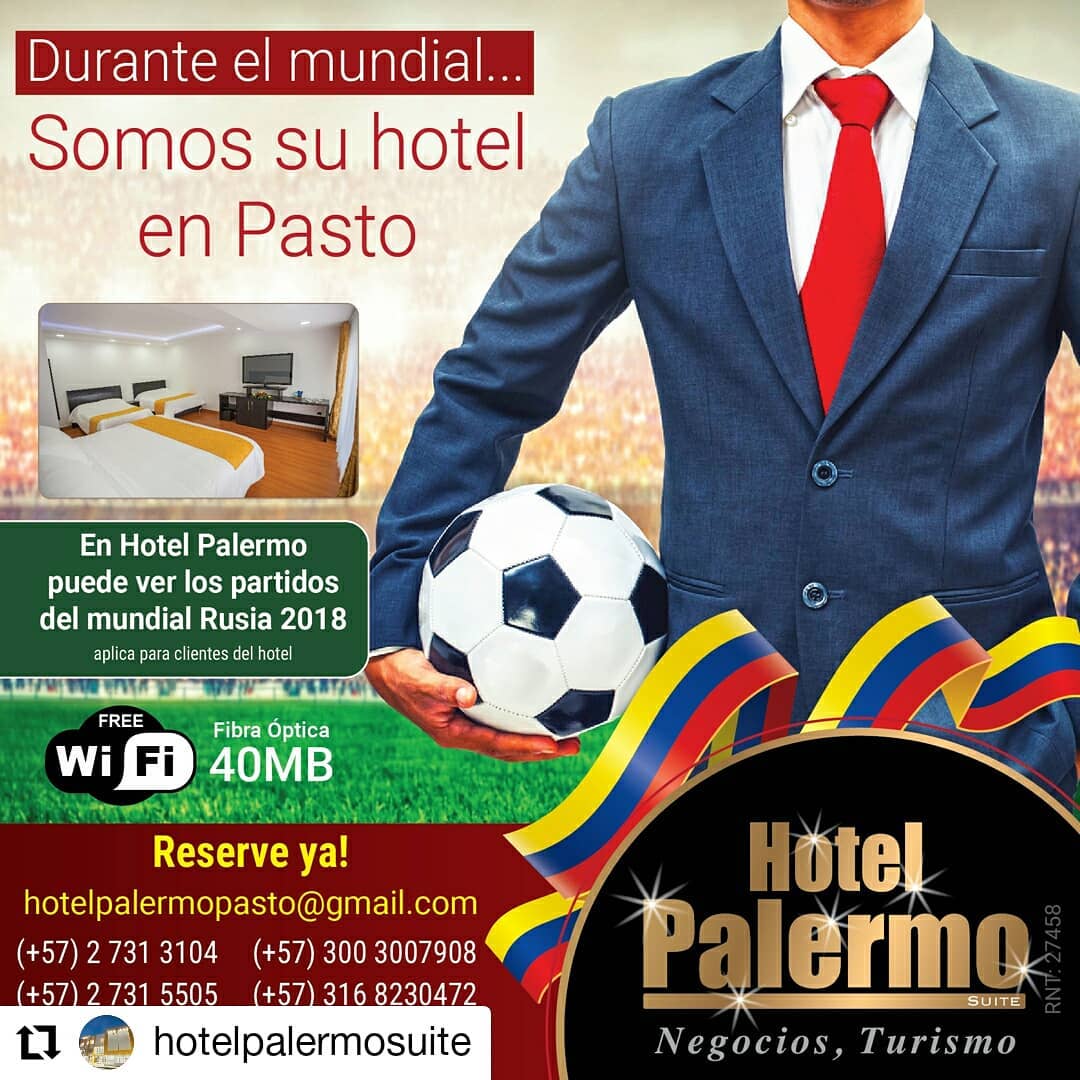 Durante el mundial...
Somos su hotel
en Pasto
En Hotel Palermo
puede ver los partidos
del mundial Rusia 2018
aplica para clientes del hotel
FREE
Wi Fi
Fibra Óptica
40MB
Reserve ya!
hotelpalermopasto@gmail.com
(+57) 2 731 3104 (+57) 300 3007908
(+57) 2 731 5505 (+57) 316 8230472
hotelpalermosuite
Hotel
Palermo
SUITE
Negocios, Turismo
RNT: 27458